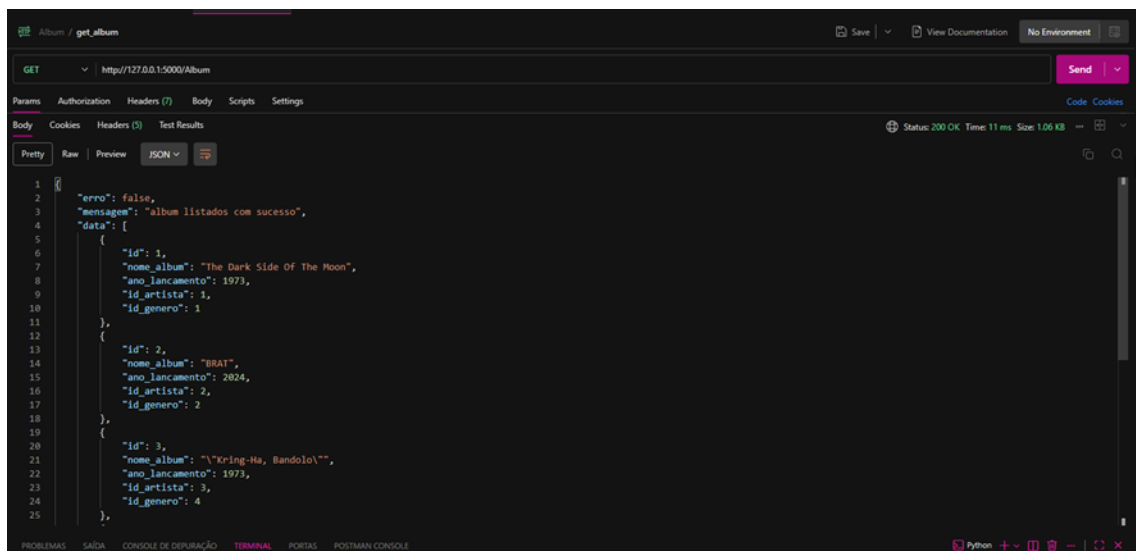 Album / get_album
Save
View Documentation
No Environment
GET
http://127.0.0.1:5000/Album
Send
Params Authorization Headers (7) Body Scripts Settings
Code Cookies
Body Cookies Headers (5) Test Results
Status: 200 OK Time: 11 ms Size: 1.06 KB
Pretty Raw Preview JSON
1 {
2 "erro": false,
3 "mensagem": "album listados com sucesso",
4 "data": [
5 {
6 "id": 1,
7 "nome_album": "The Dark Side Of The Moon",
8 "ano_lancamento": 1973,
9 "id_artista": 1,
10 "id_genero": 1
11 },
12 {
13 "id": 2,
14 "nome_album": "BRAT",
15 "ano_lancamento": 2024,
16 "id_artista": 2,
17 "id_genero": 2
18 },
19 {
20 "id": 3,
21 "nome_album": "\"Kring-Ha, Bandolo\"",
22 "ano_lancamento": 1973,
23 "id_artista": 3,
24 "id_genero": 4
25 },
PROBLEMAS SAÍDA CONSOLE DE DEPURAÇÃO TERMINAL PORTAS POSTMAN CONSOLE
Python